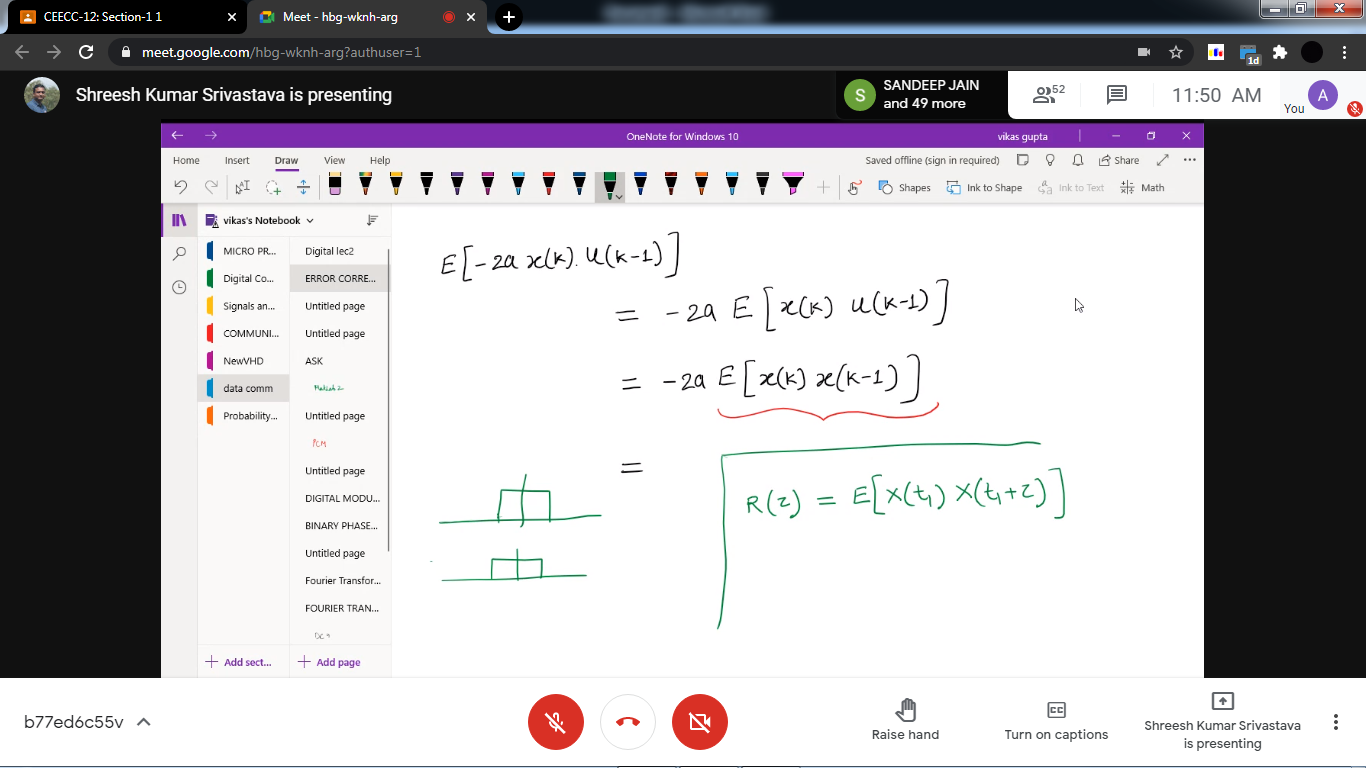 CEECC-12: Section-1 1
Meet - hbg-wknh-arg
meet.google.com/hbg-wknh-arg?authuser=1
1d
Shreesh Kumar Srivastava is presenting
S
SANDEEP JAIN
and 49 more
52
11:50 AM
You
A
OneNote for Windows 10
vikas gupta
Home Insert Draw View Help
Saved offline (sign in required)
Share
Shapes
Ink to Shape
Ink to Text
Math
vikas's Notebook
MICRO PR...
Digital Co...
Signals an...
COMMUNI...
NewVHD
data comm
Probability...
Add sect...
Digital lec2
ERROR CORRE...
Untitled page
Untitled page
ASK
Untitled page
PCM
Untitled page
DIGITAL MODU...
BINARY PHASE...
Untitled page
Fourier Transfor...
FOURIER TRAN...
Add page
E[-2a x(k). u(k-1)]
= -2a E[x(k) u(k-1)]
= -2a E[x(k) x(k-1)]
=
R(z) = E[X(t₁) X(t₁+z)]
b77ed6c55v
Raise hand
CC
Turn on captions
Shreesh Kumar Srivastava
is presenting